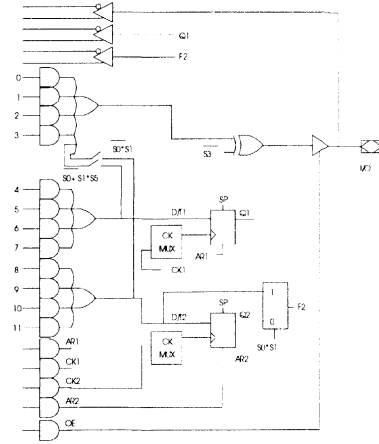 Q1
F2
0
1
2
3
S3
I/O
S0*S1
S0+ S1*S5
4
5
6
7
8
9
10
11
D/T1
SP
Q1
CK
MUX
AR1
CK1
D/T2
SP
Q2
CK
MUX
AR2
1
0
F2
S0*S1
AR1
CK1
CK2
AR2
OE